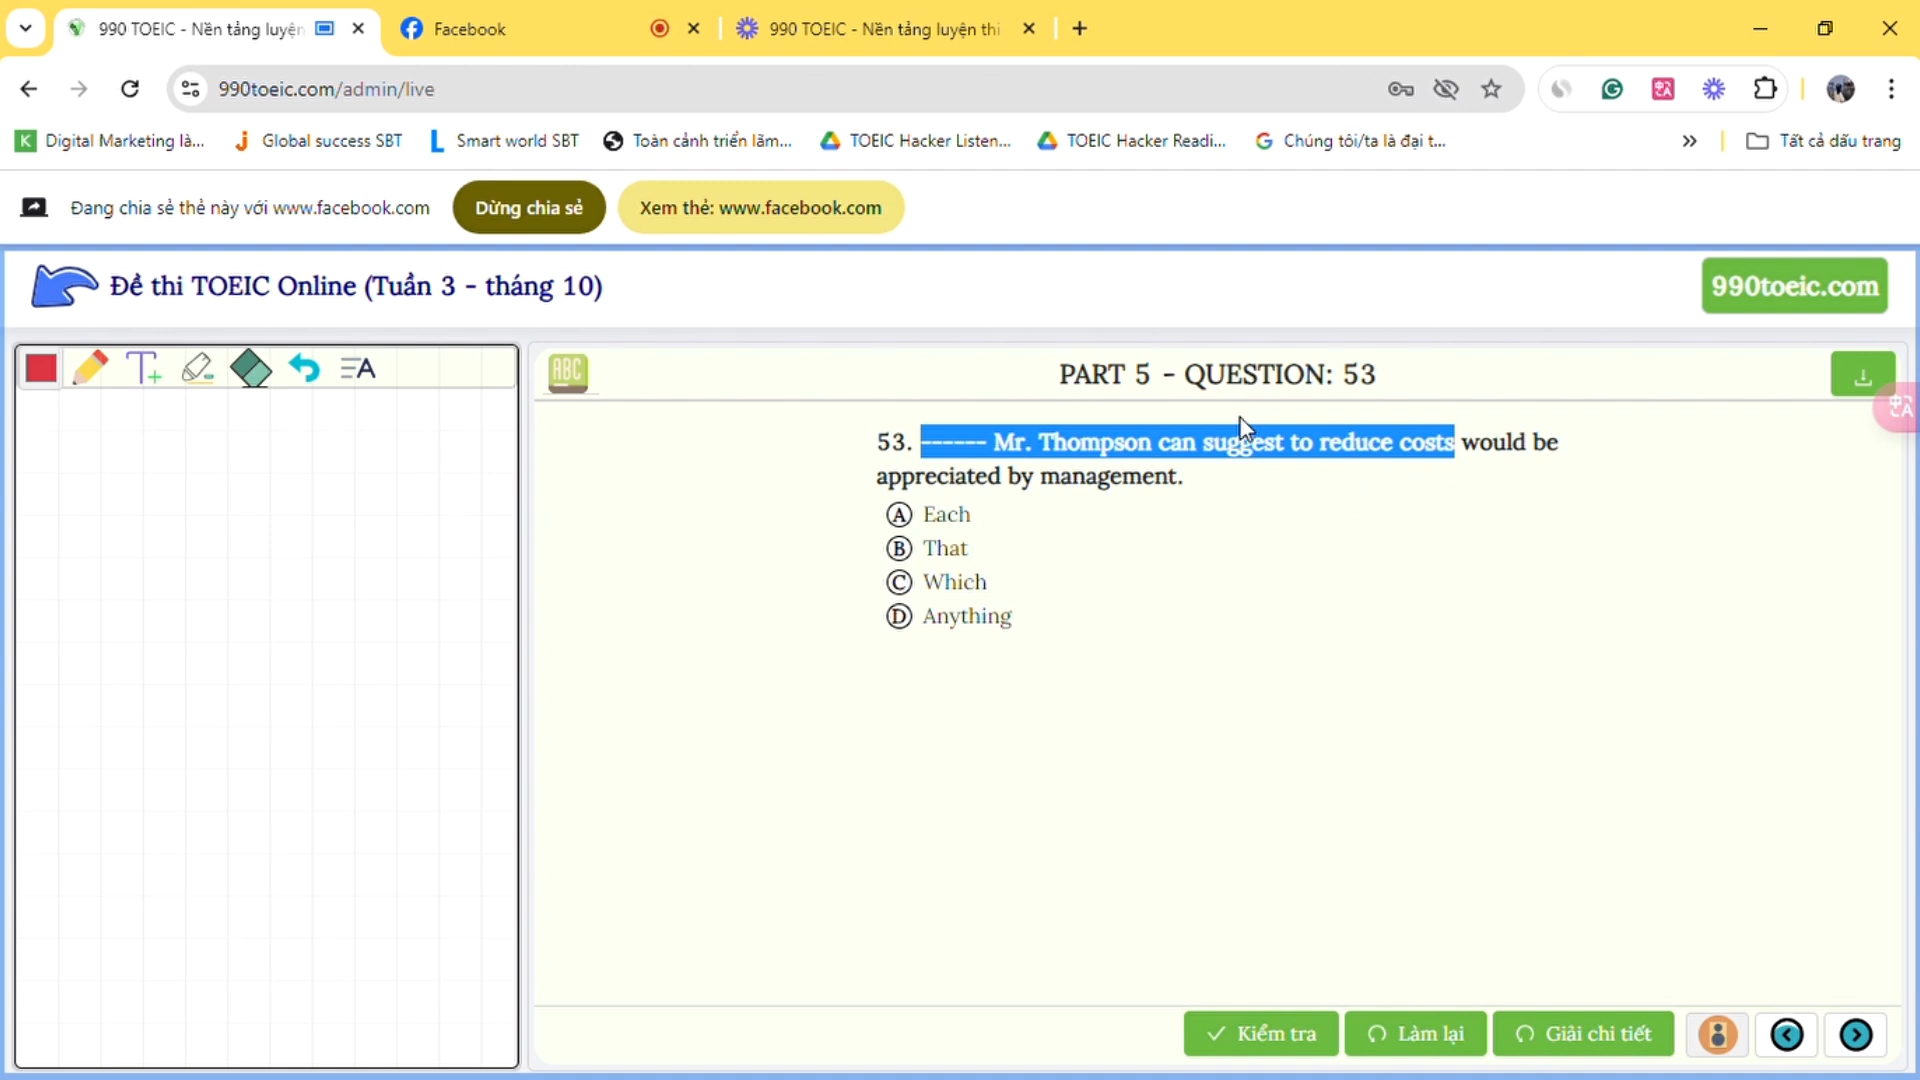 990 TOEIC - Nền tảng luyện
Facebook
990 TOEIC - Nền tảng luyện thi
990toeic.com/admin/live
Digital Marketing là...
Global success SBT
Smart world SBT
Toàn cảnh triển lãm...
TOEIC Hacker Listen...
TOEIC Hacker Readi...
Chúng tôi/ta là đại t...
Tất cả dấu trang
Đang chia sẻ thẻ này với www.facebook.com
Dừng chia sẻ
Xem thẻ: www.facebook.com
Đề thi TOEIC Online (Tuần 3 - tháng 10)
990toeic.com
ABC
PART 5 - QUESTION: 53
53. ------ Mr. Thompson can suggest to reduce costs would be
appreciated by management.
A Each
B That
C Which
D Anything
Kiểm tra
Làm lại
Giải chi tiết